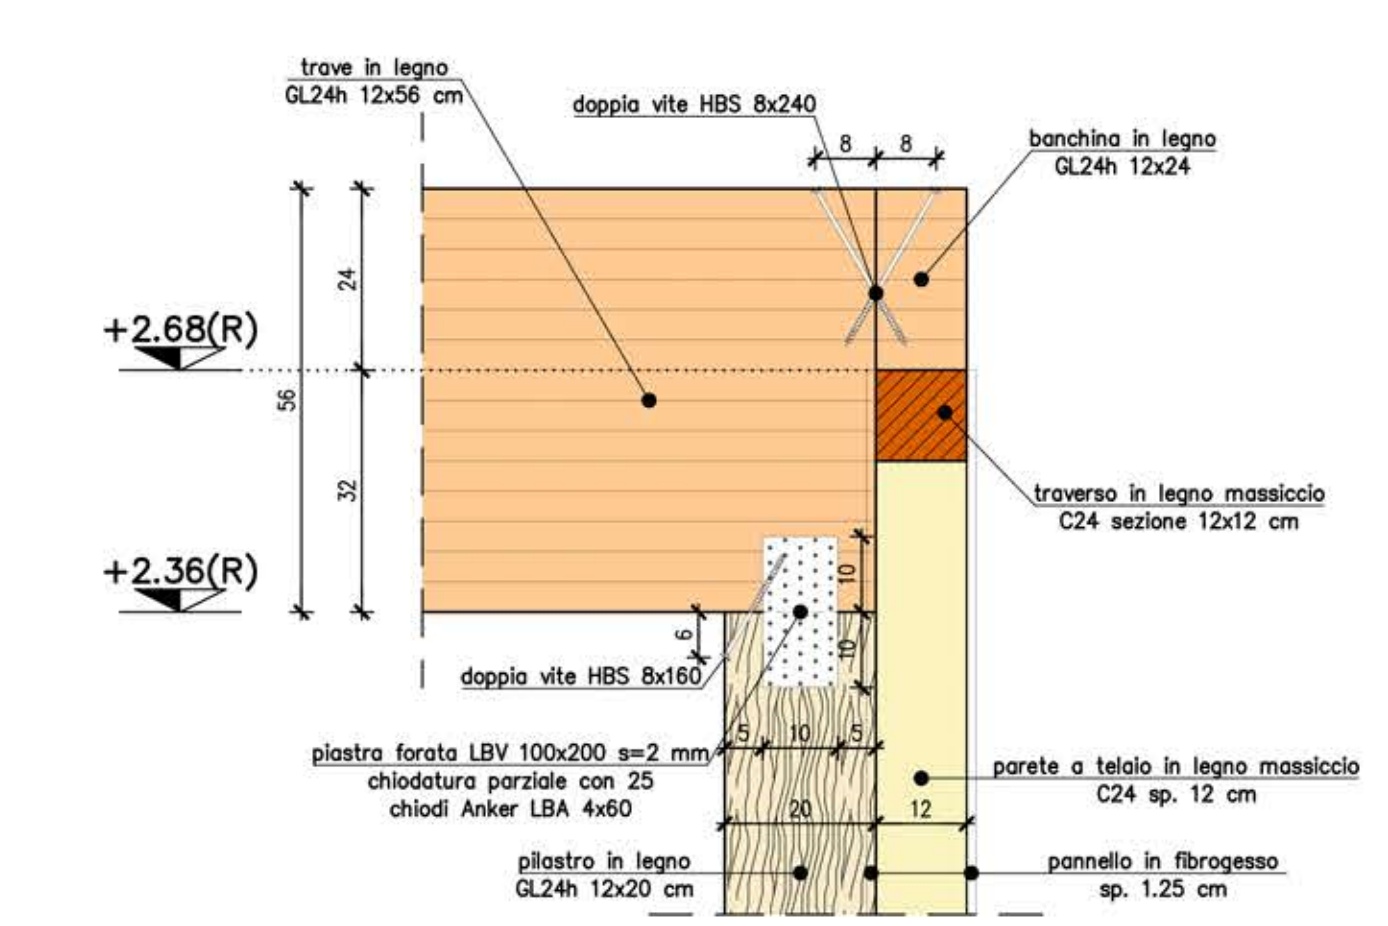 trave in legno
GL24h 12x56 cm
doppia vite HBS 8x240
8
8
banchina in legno
GL24h 12x24
24
+2.68(R)
56
32
traverso in legno massiccio
C24 sezione 12x12 cm
+2.36(R)
10
6
10
doppia vite HBS 8x160
5
10
5
piastra forata LBV 100x200 s=2 mm
chiodatura parziale con 25
chiodi Anker LBA 4x60
parete a telaio in legno massiccio
C24 sp. 12 cm
20
12
pilastro in legno
GL24h 12x20 cm
pannello in fibrogesso
sp. 1.25 cm